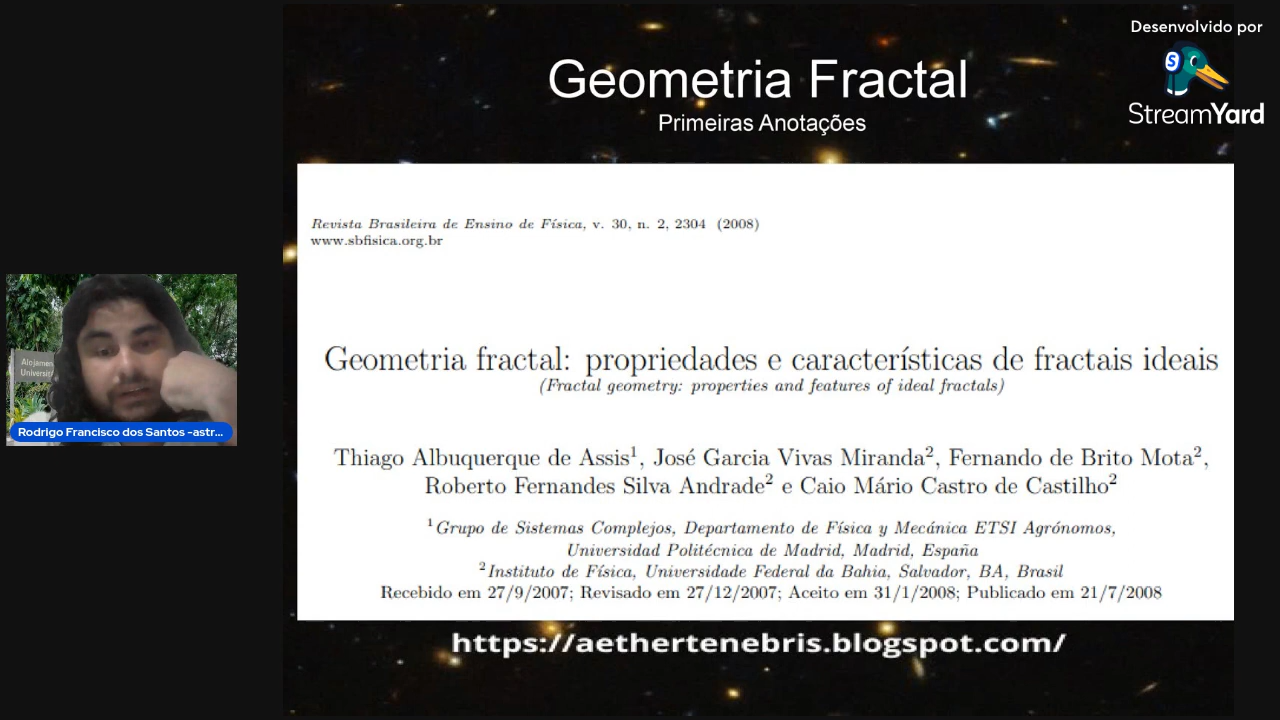 Desenvolvido por
StreamYard
Geometria Fractal
Primeiras Anotações
Revista Brasileira de Ensino de Física, v. 30, n. 2, 2304 (2008)
www.sbfisica.org.br
Geometria fractal: propriedades e características de fractais ideais
(Fractal geometry: properties and features of ideal fractals)
Thiago Albuquerque de Assis¹, José Garcia Vivas Miranda², Fernando de Brito Mota²,
Roberto Fernandes Silva Andrade² e Caio Mário Castro de Castilho²
¹Grupo de Sistemas Complejos, Departamento de Física y Mecánica ETSI Agrónomos,
Universidad Politécnica de Madrid, Madrid, España
²Instituto de Física, Universidade Federal da Bahia, Salvador, BA, Brasil
Recebido em 27/9/2007; Revisado em 27/12/2007; Aceito em 31/1/2008; Publicado em 21/7/2008
https://aethertenebris.blogspot.com/
Rodrigo Francisco dos Santos -astr...